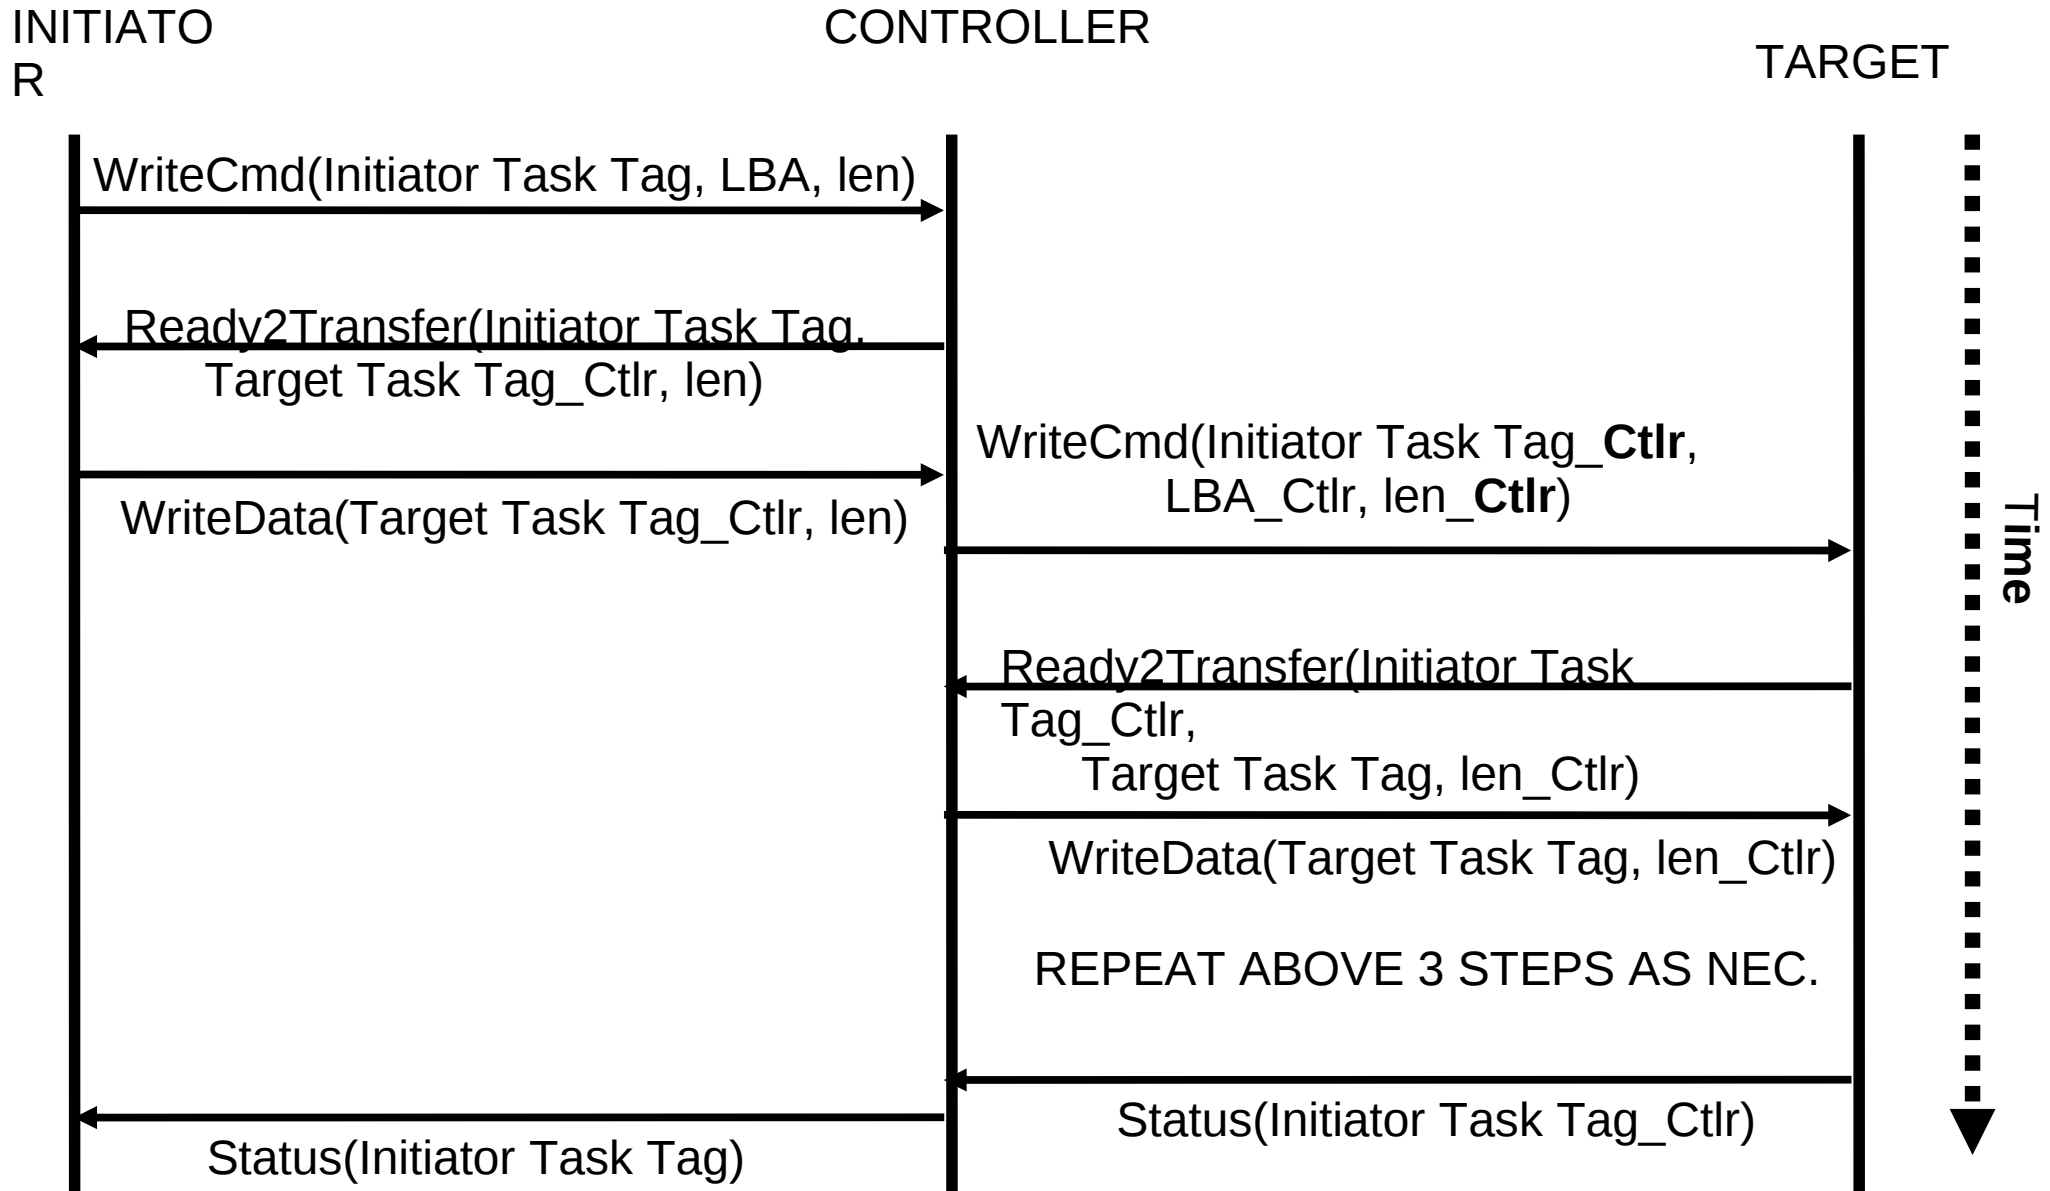 INITIATO
R
CONTROLLER
TARGET
WriteCmd(Initiator Task Tag, LBA, len)
Ready2Transfer(Initiator Task Tag,
Target Task Tag_Ctlr, len)
WriteCmd(Initiator Task Tag_Ctlr,
LBA_Ctlr, len_Ctlr)
WriteData(Target Task Tag_Ctlr, len)
Time
Ready2Transfer(Initiator Task
Tag_Ctlr,
Target Task Tag, len_Ctlr)
WriteData(Target Task Tag, len_Ctlr)
REPEAT ABOVE 3 STEPS AS NEC.
Status(Initiator Task Tag_Ctlr)
Status(Initiator Task Tag)